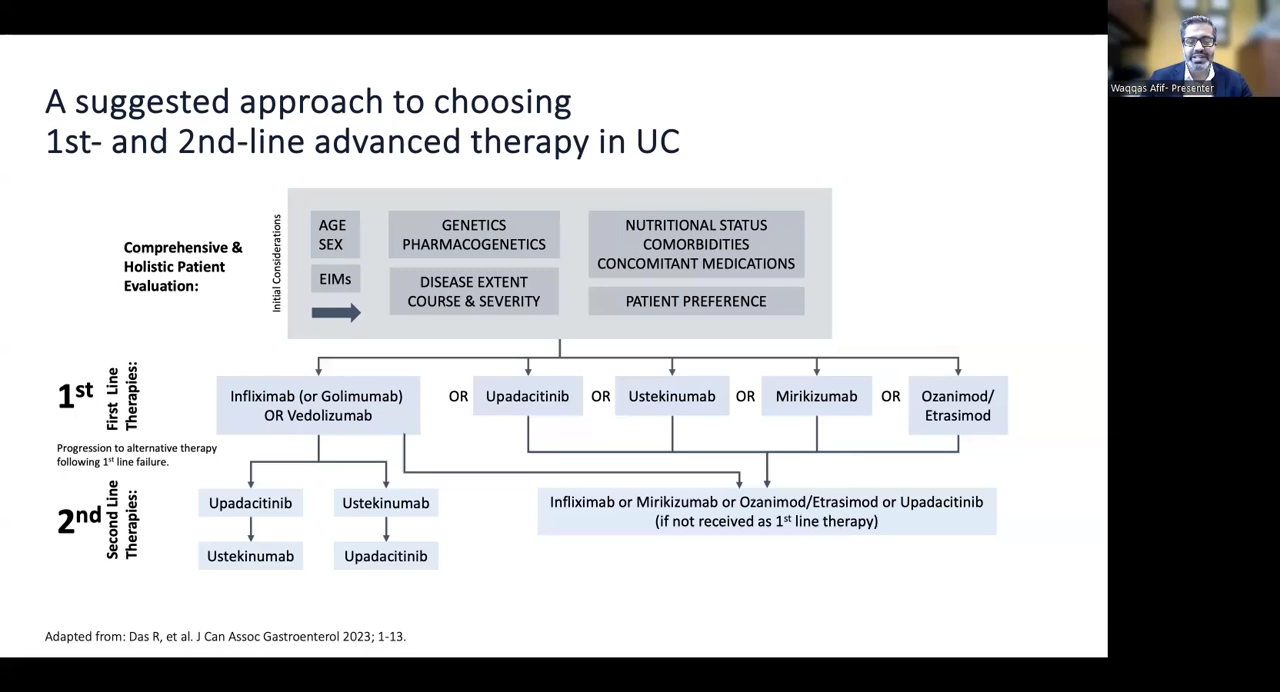 Waqqas Afif- Presenter
A suggested approach to choosing
1st- and 2nd-line advanced therapy in UC
Comprehensive &
Holistic Patient
Evaluation:
Initial Considerations
AGE
SEX
EIMs
GENETICS
PHARMACOGENETICS
DISEASE EXTENT
COURSE & SEVERITY
NUTRITIONAL STATUS
COMORBIDITIES
CONCOMITANT MEDICATIONS
PATIENT PREFERENCE
1st
First Line
Therapies:
Infliximab (or Golimumab)
OR Vedolizumab
OR
Upadacitinib
OR
Ustekinumab
OR
Mirikizumab
OR
Ozanimod/
Etrasimod
Progression to alternative therapy
following 1st line failure.
2nd
Second Line
Therapies:
Upadacitinib
Ustekinumab
Ustekinumab
Upadacitinib
Infliximab or Mirikizumab or Ozanimod/Etrasimod or Upadacitinib
(if not received as 1st line therapy)
Adapted from: Das R, et al. J Can Assoc Gastroenterol 2023; 1-13.